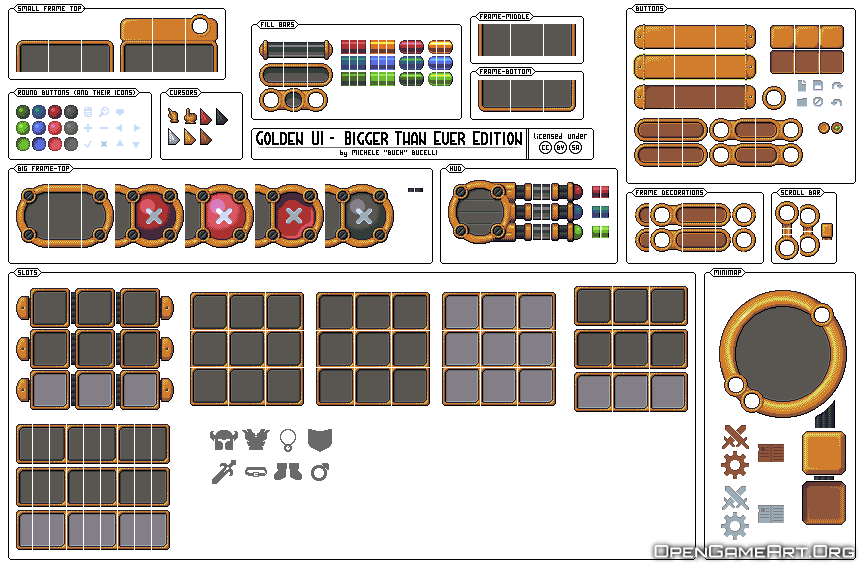 SMALL FRAME TOP
FILL BARS
FRAME-MIDDLE
BUTTONS
FRAME-BOTTOM
ROUND BUTTONS (AND THEIR ICONS)
CURSORS
GOLDEN UI - BIGGER THAN EVER EDITION
by MICHELE "BUCH" BUCELLI
licensed under
CC BY SA
BIG FRAME-TOP
HUD
FRAME DECORATIONS
SCROLL BAR
SLOTS
MINIMAP
OpenGameArt.Org